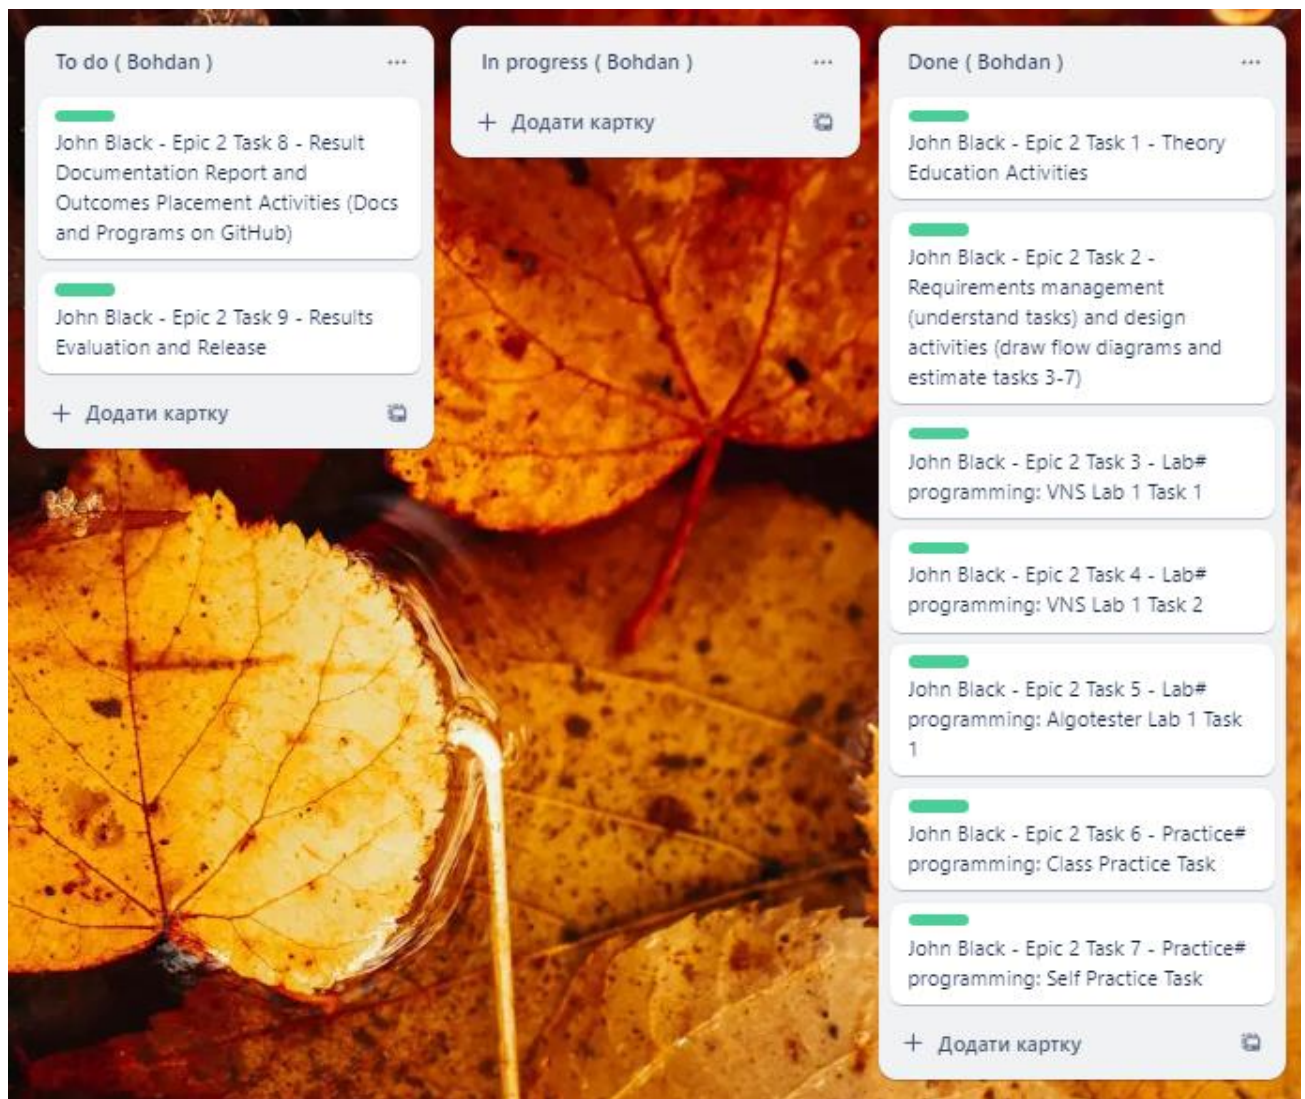 To do ( Bohdan )
John Black - Epic 2 Task 8 - Result
Documentation Report and
Outcomes Placement Activities (Docs
and Programs on GitHub)
John Black - Epic 2 Task 9 - Results
Evaluation and Release
Додати картку
In progress ( Bohdan )
Додати картку
Done ( Bohdan )
John Black - Epic 2 Task 1 - Theory
Education Activities
John Black - Epic 2 Task 2 -
Requirements management
(understand tasks) and design
activities (draw flow diagrams and
estimate tasks 3-7)
John Black - Epic 2 Task 3 - Lab#
programming: VNS Lab 1 Task 1
John Black - Epic 2 Task 4 - Lab#
programming: VNS Lab 1 Task 2
John Black - Epic 2 Task 5 - Lab#
programming: Algotester Lab 1 Task
1
John Black - Epic 2 Task 6 - Practice#
programming: Class Practice Task
John Black - Epic 2 Task 7 - Practice#
programming: Self Practice Task
Додати картку